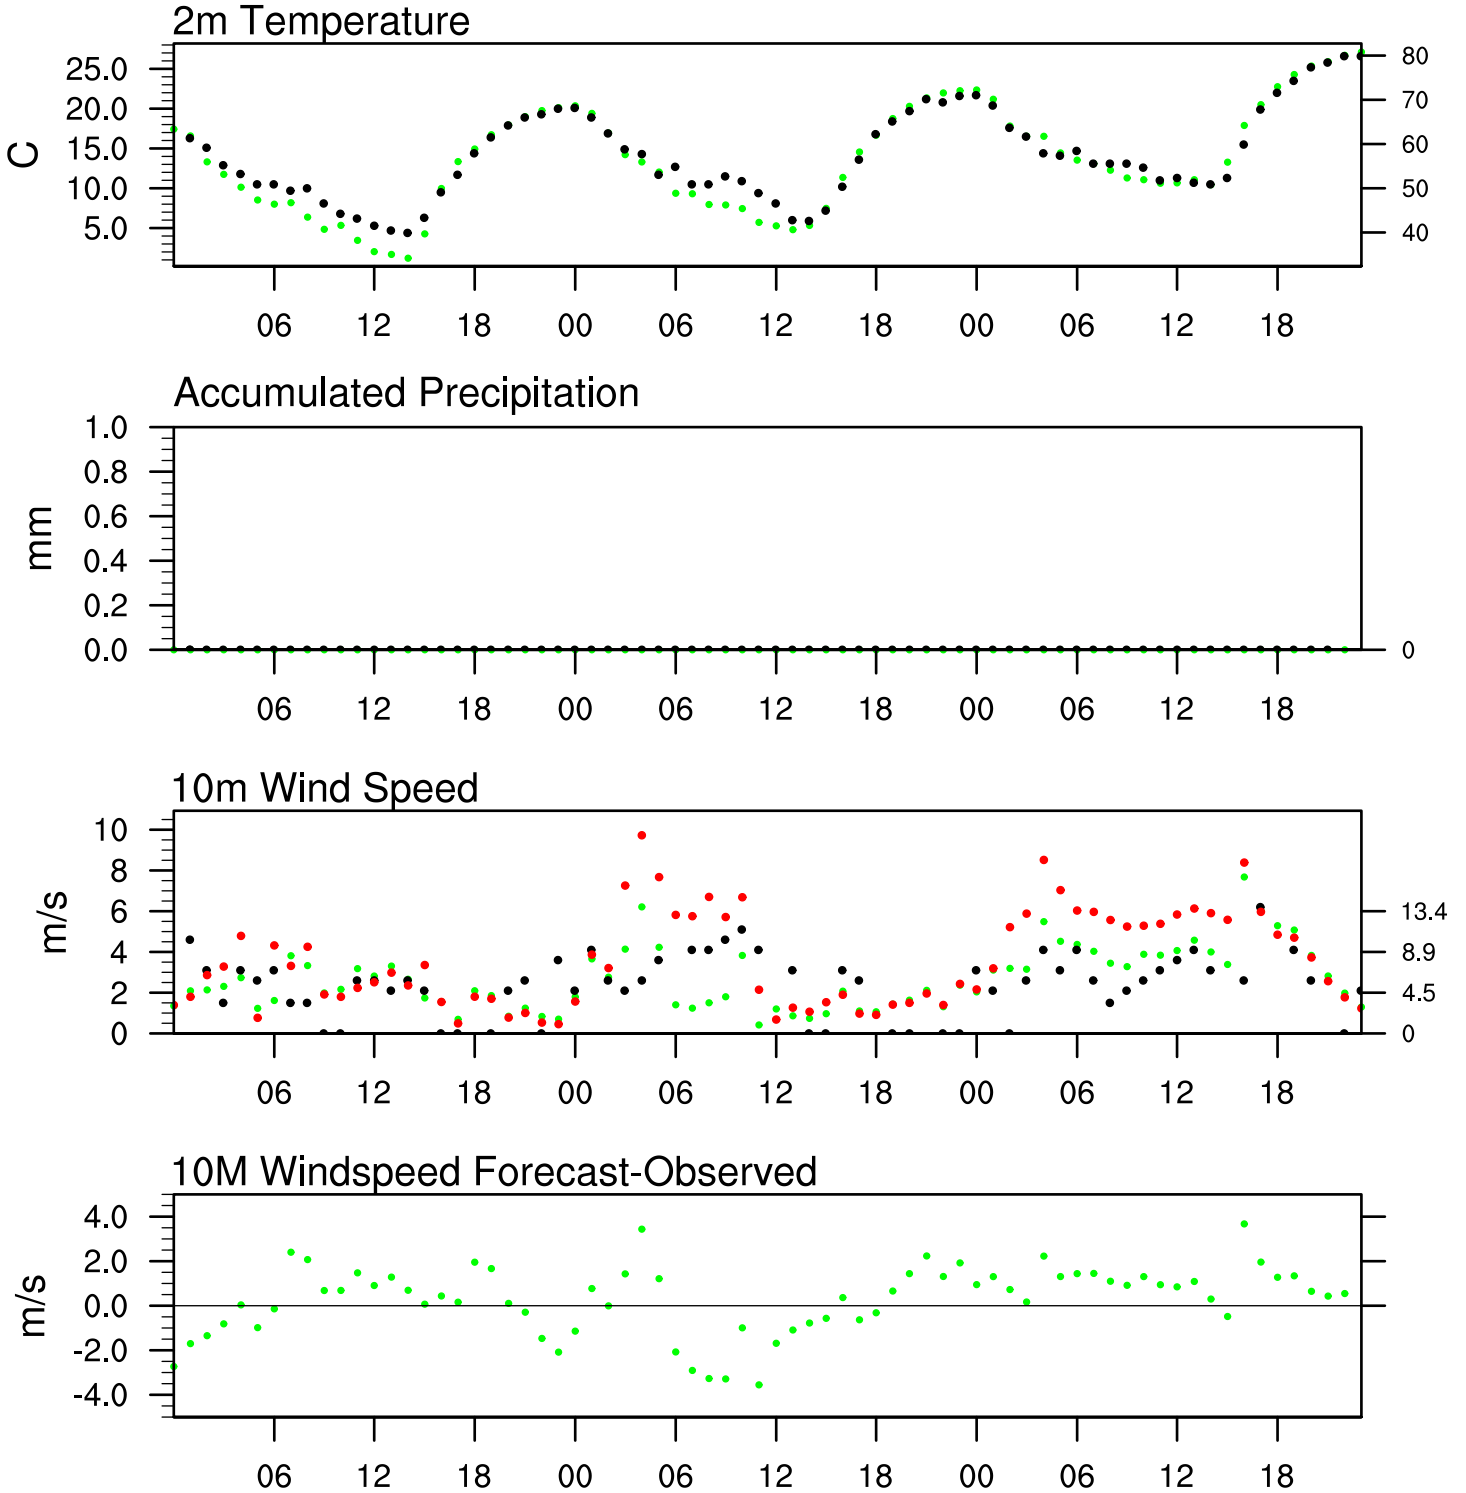 2m Temperature
25.0
20.0
15.0
10.0
5.0
C
80
70
60
50
40
06 12 18 00 06 12 18 00 06 12 18
Accumulated Precipitation
1.0
0.8
0.6
0.4
0.2
0.0
mm
0
06 12 18 00 06 12 18 00 06 12 18
10m Wind Speed
10
8
6
4
2
0
m/s
13.4
8.9
4.5
0
06 12 18 00 06 12 18 00 06 12 18
10M Windspeed Forecast-Observed
4.0
2.0
0.0
-2.0
-4.0
m/s
06 12 18 00 06 12 18 00 06 12 18